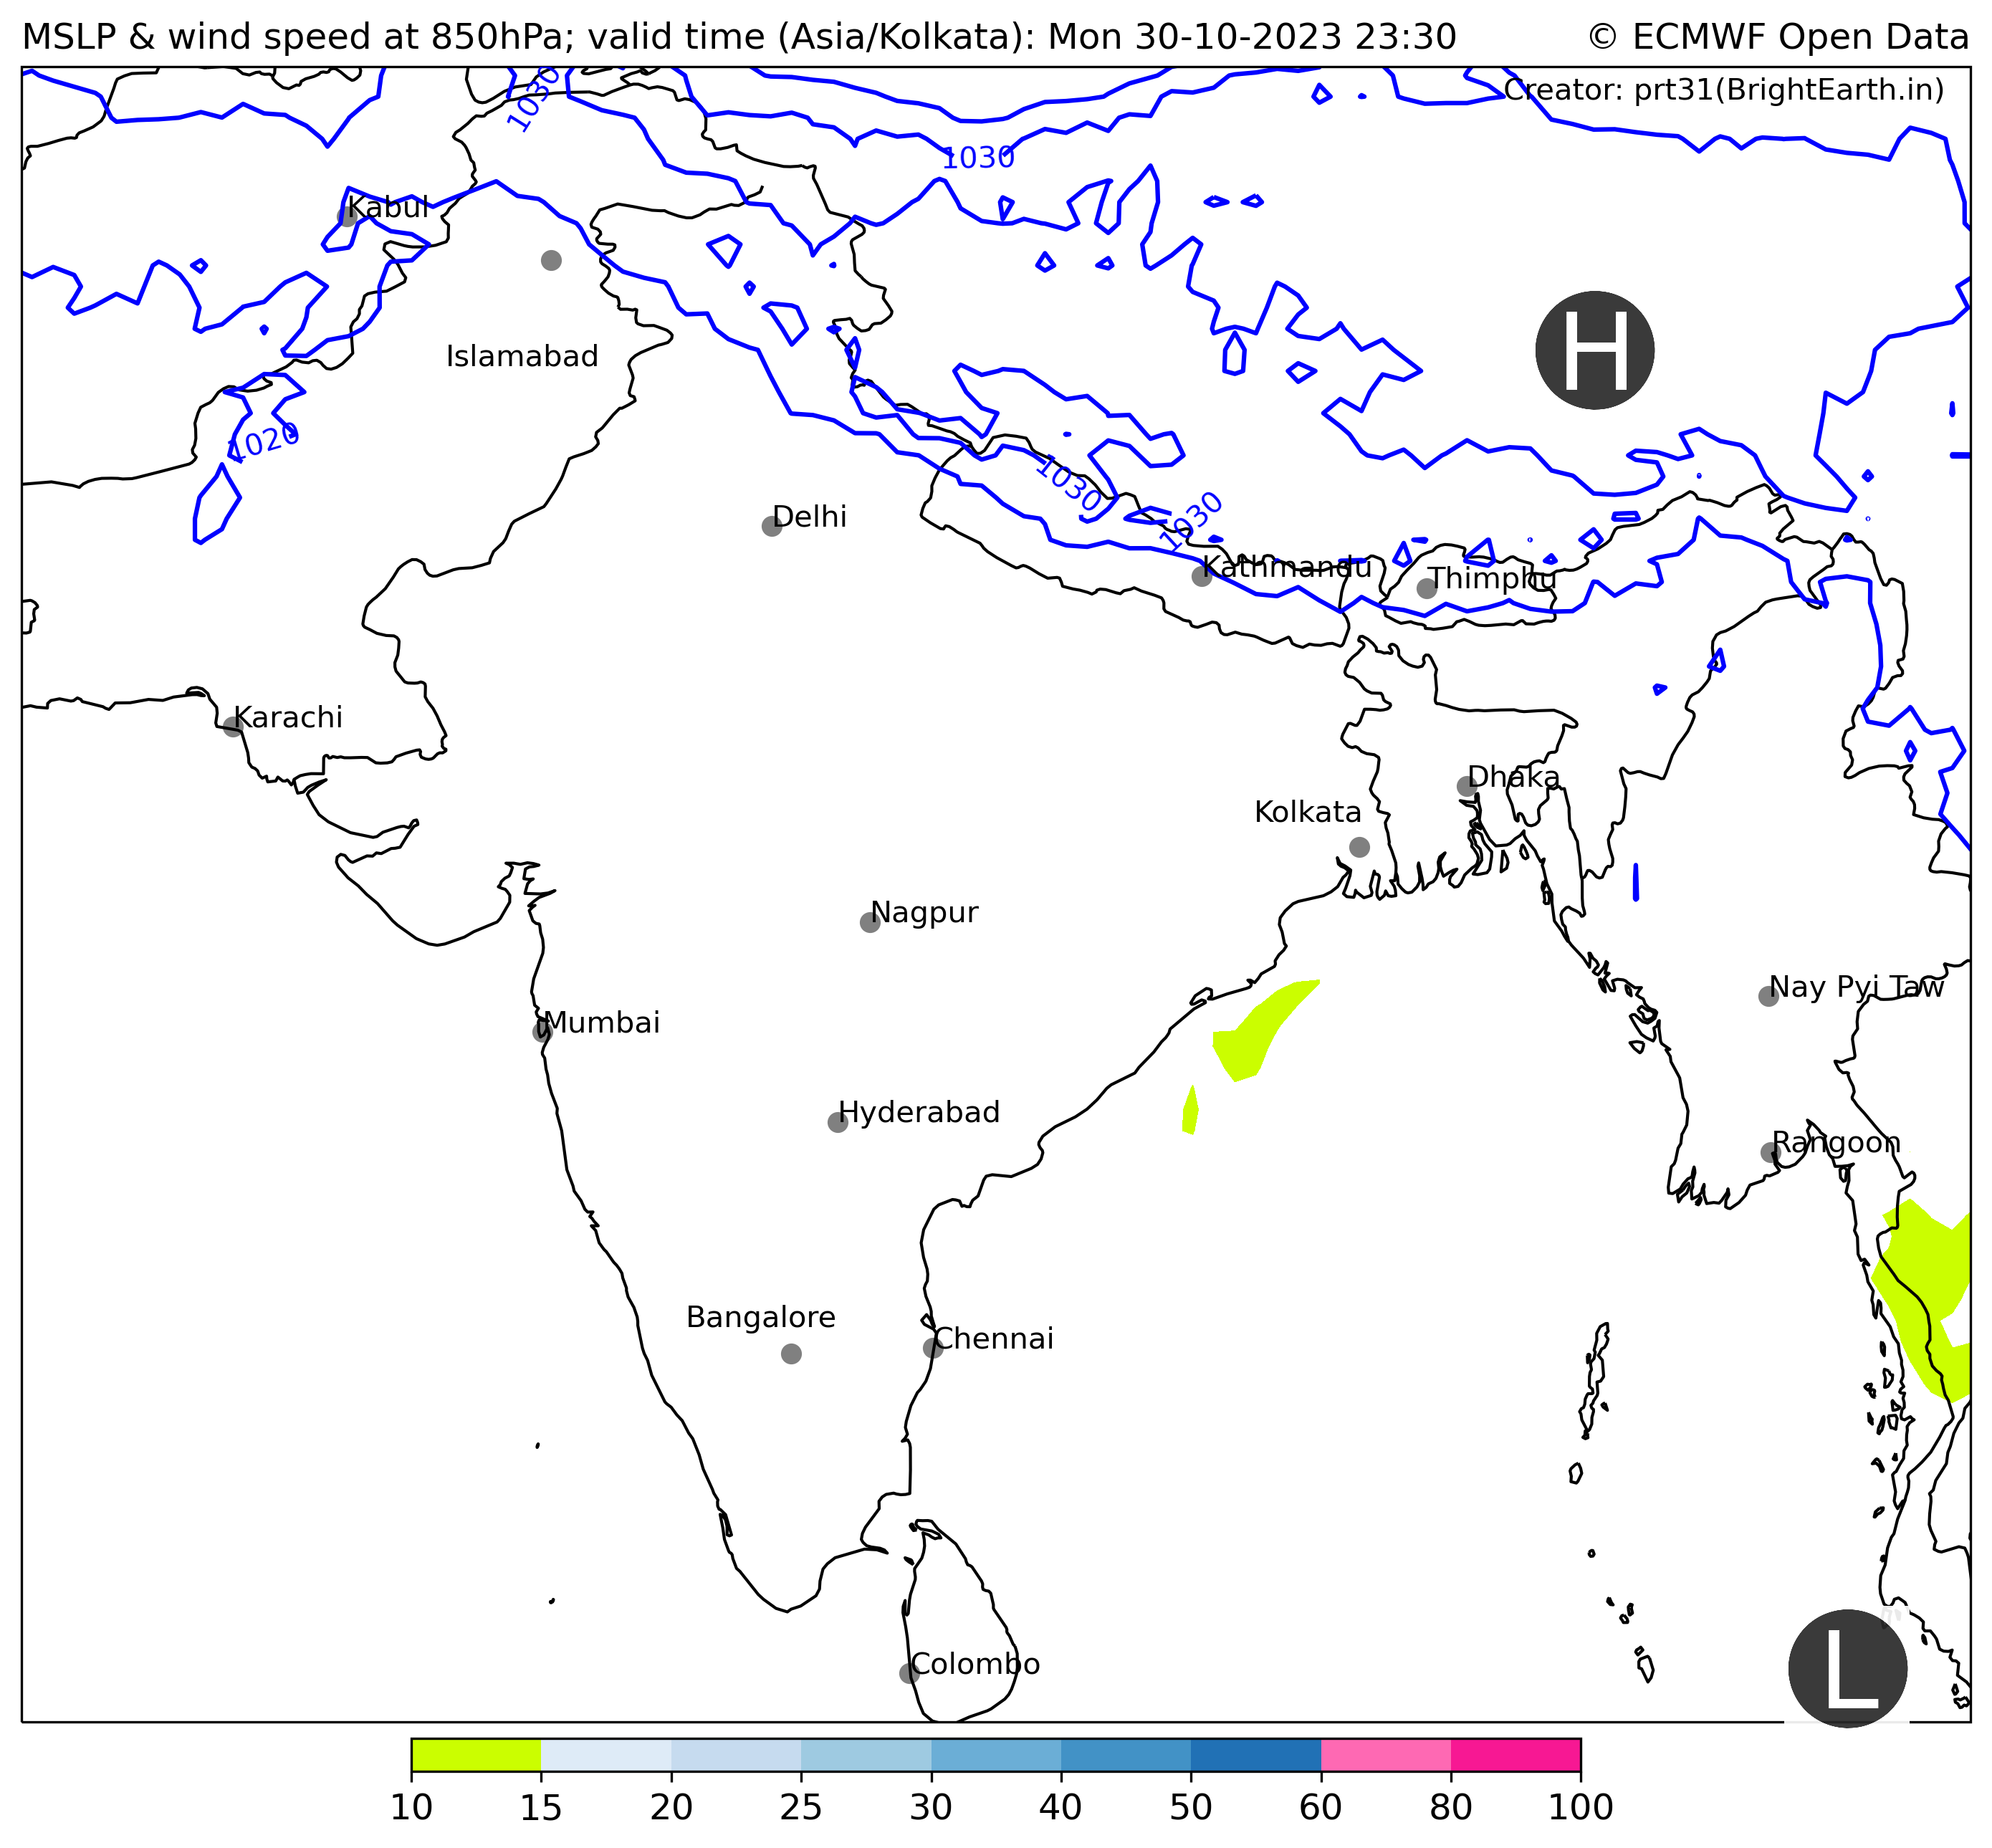 MSLP & wind speed at 850hPa; valid time (Asia/Kolkata): Mon 30-10-2023 23:30
© ECMWF Open Data
Creator: prt31(BrightEarth.in)
1030
1030
Kabul
H
Islamabad
1020
1030
1030
Delhi
Kathmandu
Thimphu
Karachi
Dhaka
Kolkata
Nagpur
Nay Pyi Taw
Mumbai
Hyderabad
Rangoon
Bangalore
Chennai
Colombo
L
10 15 20 25 30 40 50 60 80 100